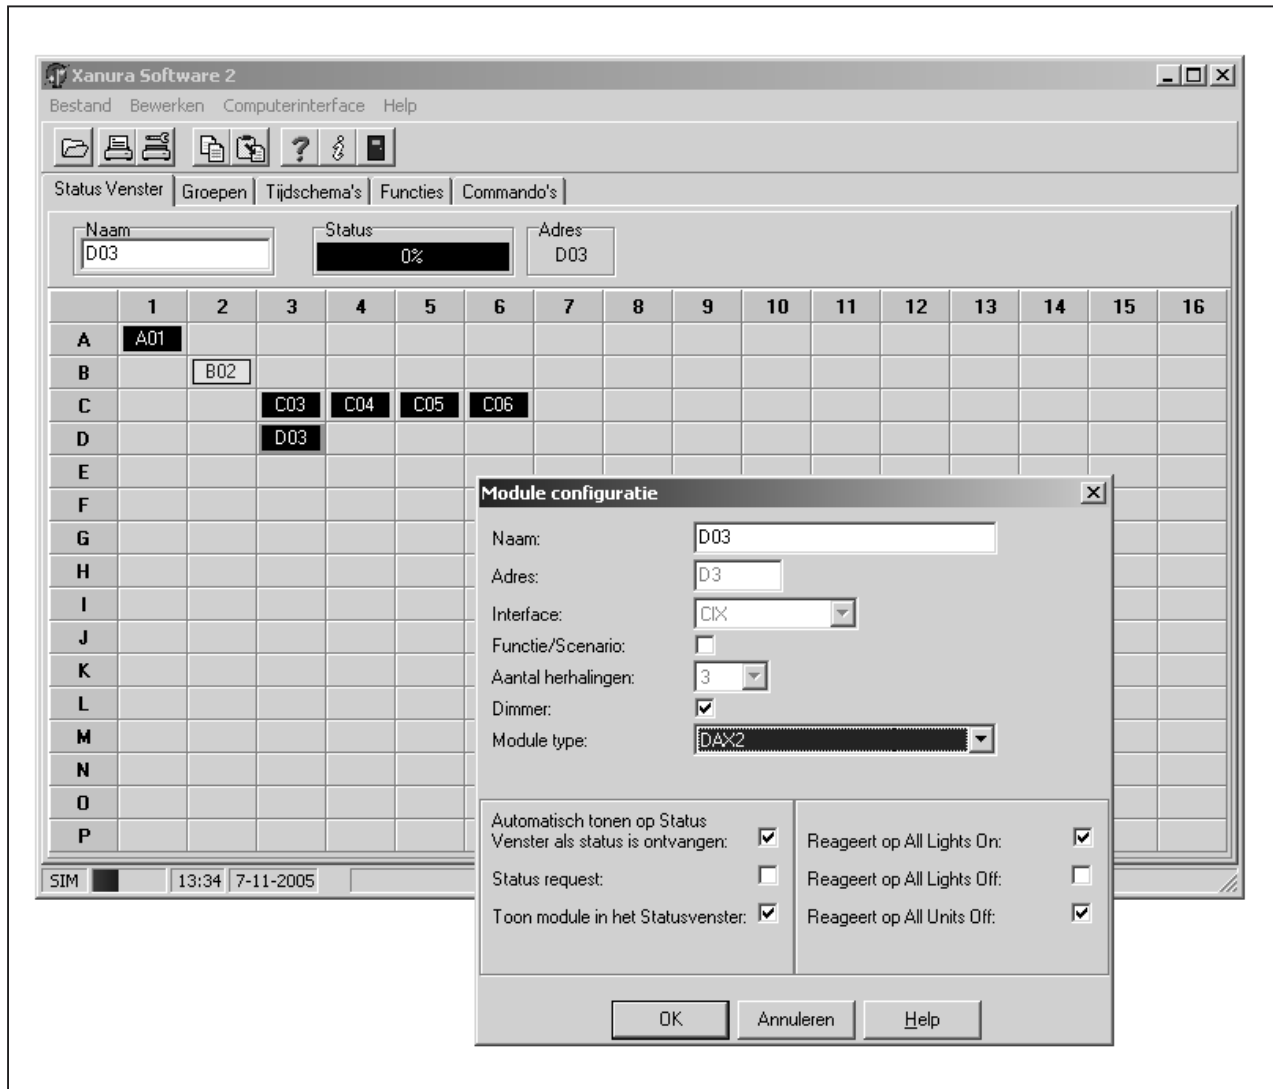 Xanura Software 2
Bestand Bewerken Computerinterface Help
Status Venster Groepen Tijdschema's Functies Commando's
Naam Status Adres
D03 0% D03
1 2 3 4 5 6 7 8 9 10 11 12 13 14 15 16
A A01
B B02
C C03 C04 C05 C06
D D03
E
F
G
H
I
J
K
L
M
N
O
P
SIM 13:34 7-11-2005
Module configuratie
Naam: D03
Adres: D3
Interface: CIX
Functie/Scenario:
Aantal herhalingen: 3
Dimmer:
Module type: DAX2
Automatisch tonen op Status
Venster als status is ontvangen:
Status request:
Toon module in het Statusvenster:
Reageert op All Lights On:
Reageert op All Lights Off:
Reageert op All Units Off:
OK Annuleren Help